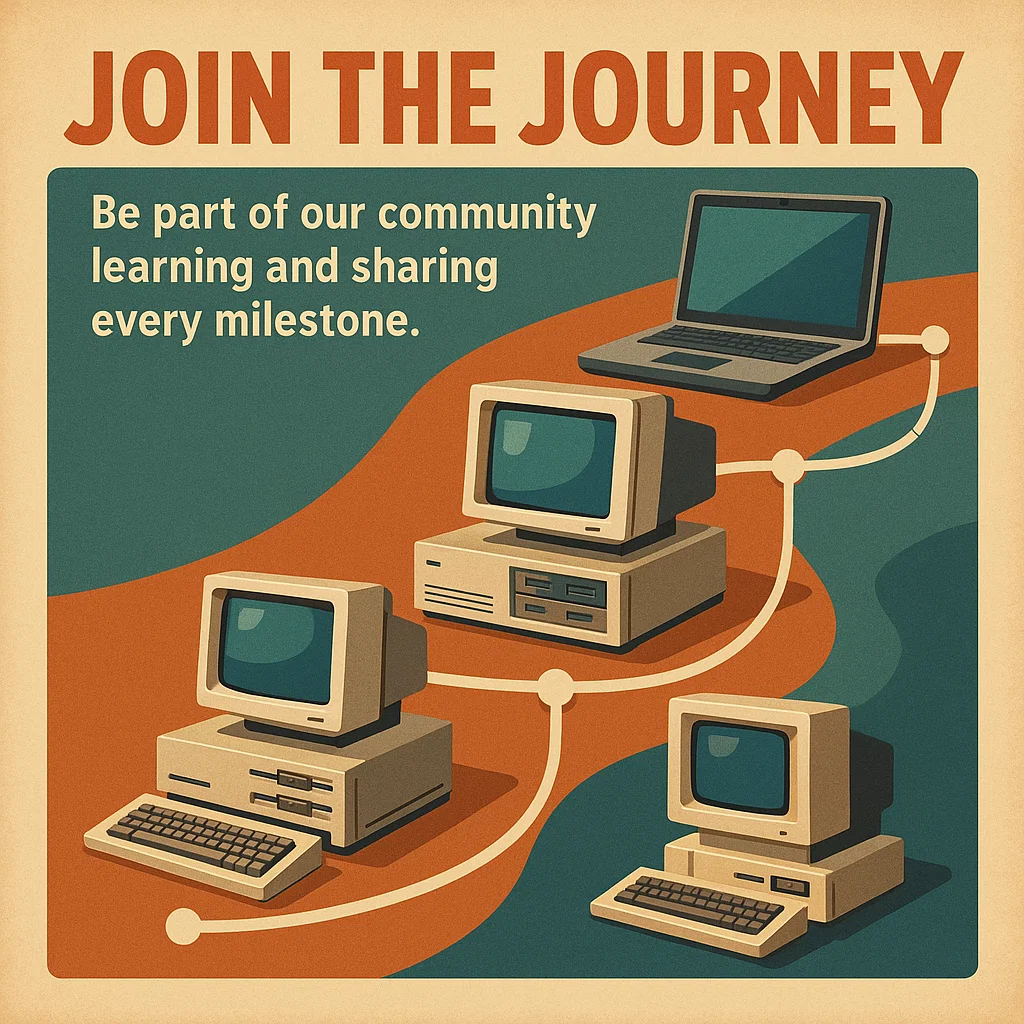 JOIN THE JOURNEY
Be part of our community
learning and sharing
every milestone.